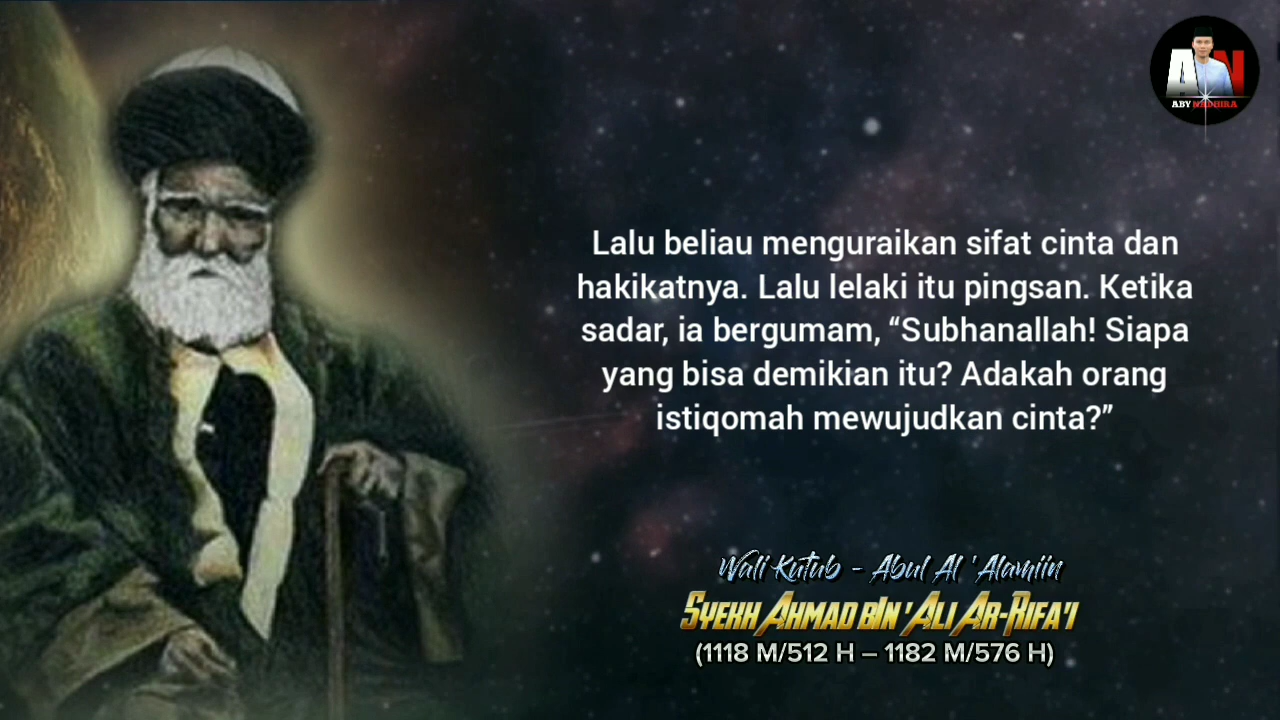 ABY NADHIRA
Lalu beliau menguraikan sifat cinta dan
hakikatnya. Lalu lelaki itu pingsan. Ketika
sadar, ia bergumam, “Subhanallah! Siapa
yang bisa demikian itu? Adakah orang
istiqomah mewujudkan cinta?”
Wali Kutub - Abul Al 'Alamiin
Syekh Ahmad bin 'Ali Ar-Rifa'i
(1118 M/512 H – 1182 M/576 H)